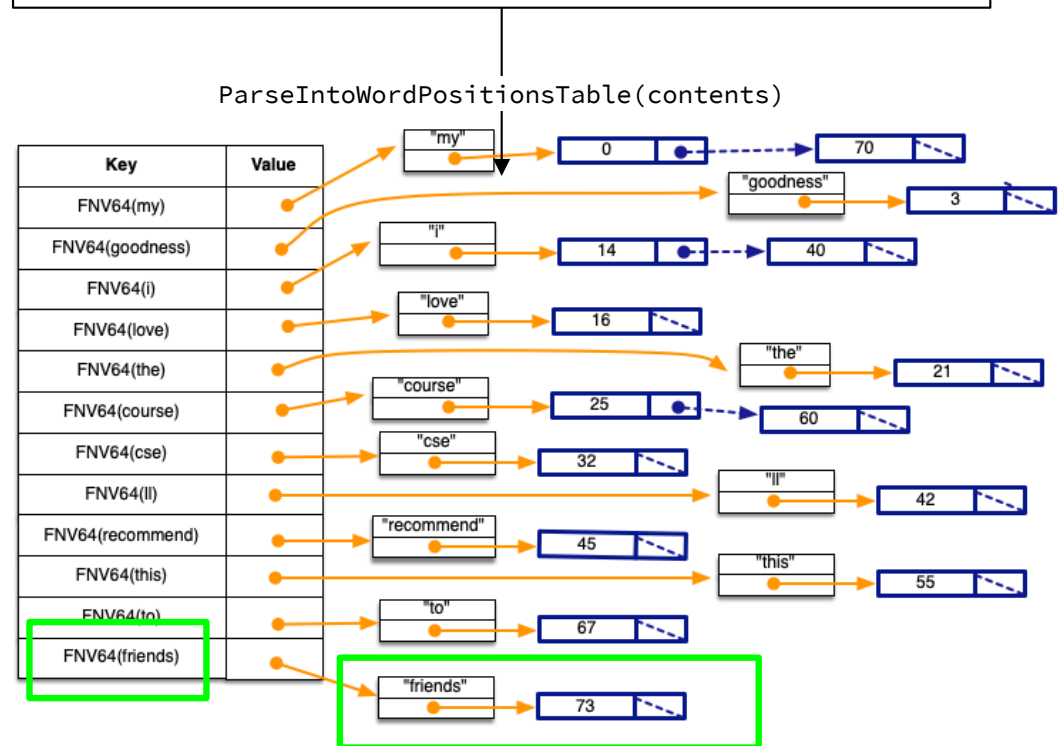 ParseIntoWordPositionsTable(contents)
Key Value
FNV64(my) "my" 0 70
FNV64(goodness) "goodness" 3
FNV64(i) "i" 14 40
FNV64(love) "love" 16
FNV64(the) "the" 21
FNV64(course) "course" 25 60
FNV64(cse) "cse" 32
FNV64(ll) "ll" 42
FNV64(recommend) "recommend" 45
FNV64(this) "this" 55
FNV64(to) "to" 67
FNV64(friends) "friends" 73